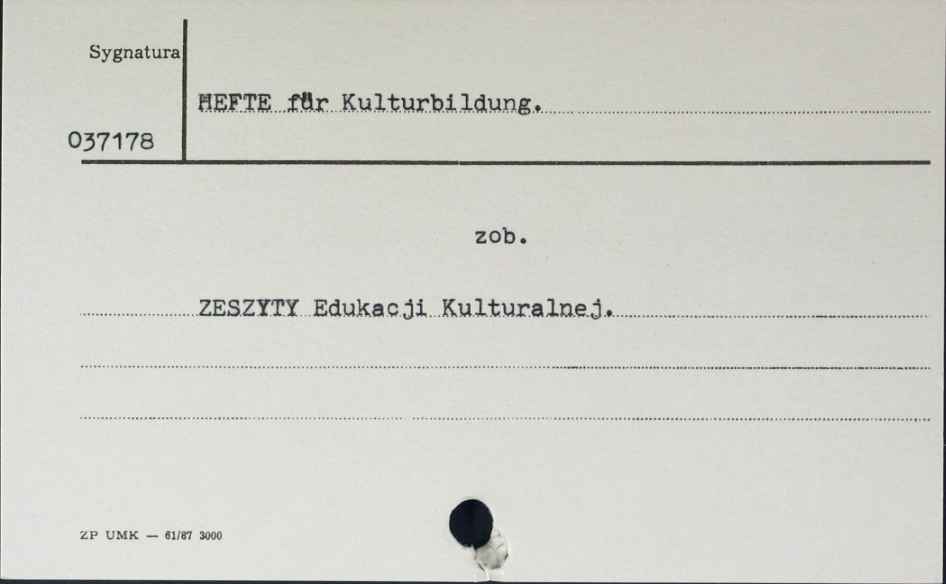 Sygnatura
HEFTE für Kulturbildung.
037178
zob.
ZESZYTY Edukacji Kulturalnej.
ZP UMK — 61/87 3000